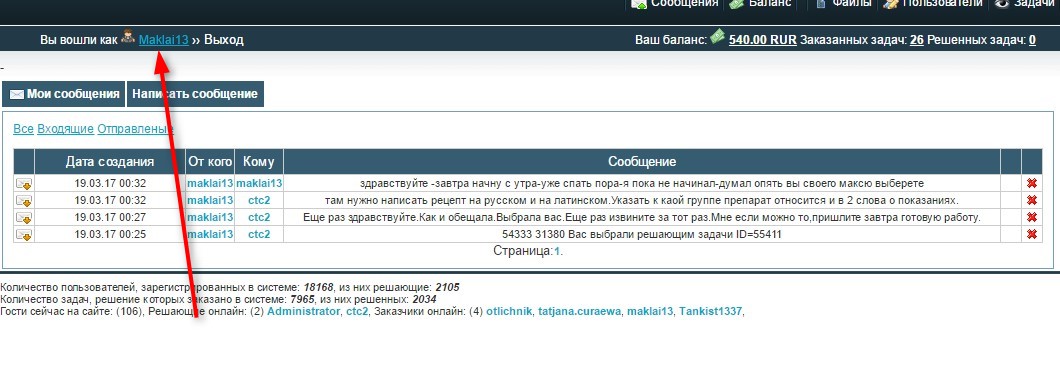 Сообщения Баланс Файлы Пользователи Задачи
Вы вошли как Maklai13 ›› Выход Ваш баланс: 540.00 RUR Заказанных задач: 26 Решенных задач: 0
-
Мои сообщения Написать сообщение
Все Входящие Отправленые
Дата создания От кого Кому Сообщение
19.03.17 00:32 maklai13 maklai13 здравствуйте -завтра начну с утра-уже спать пора-я пока не начинал-думал опять вы своего максю выберете
19.03.17 00:32 maklai13 ctc2 там нужно написать рецепт на русском и на латинском.Указать к каой группе препарат относится и в 2 слова о показаниях.
19.03.17 00:27 maklai13 ctc2 Еще раз здравствуйте.Как и обещала.Выбрала вас.Еще раз извините за тот раз.Мне если можно то,пришлите завтра готовую работу.
19.03.17 00:25 maklai13 ctc2 54333 31380 Вас выбрали решающим задачи ID=55411
Страница:1.
Количество пользователей, зарегистрированных в системе: 18168, из них решающие: 2105
Количество задач, решение которых заказано в системе: 7965, из них решенных: 2034
Гости сейчас на сайте: (106), Решающие онлайн: (2) Administrator, ctc2, Заказчики онлайн: (4) otlichnik, tatjana.curaewa, maklai13, Tankist1337,